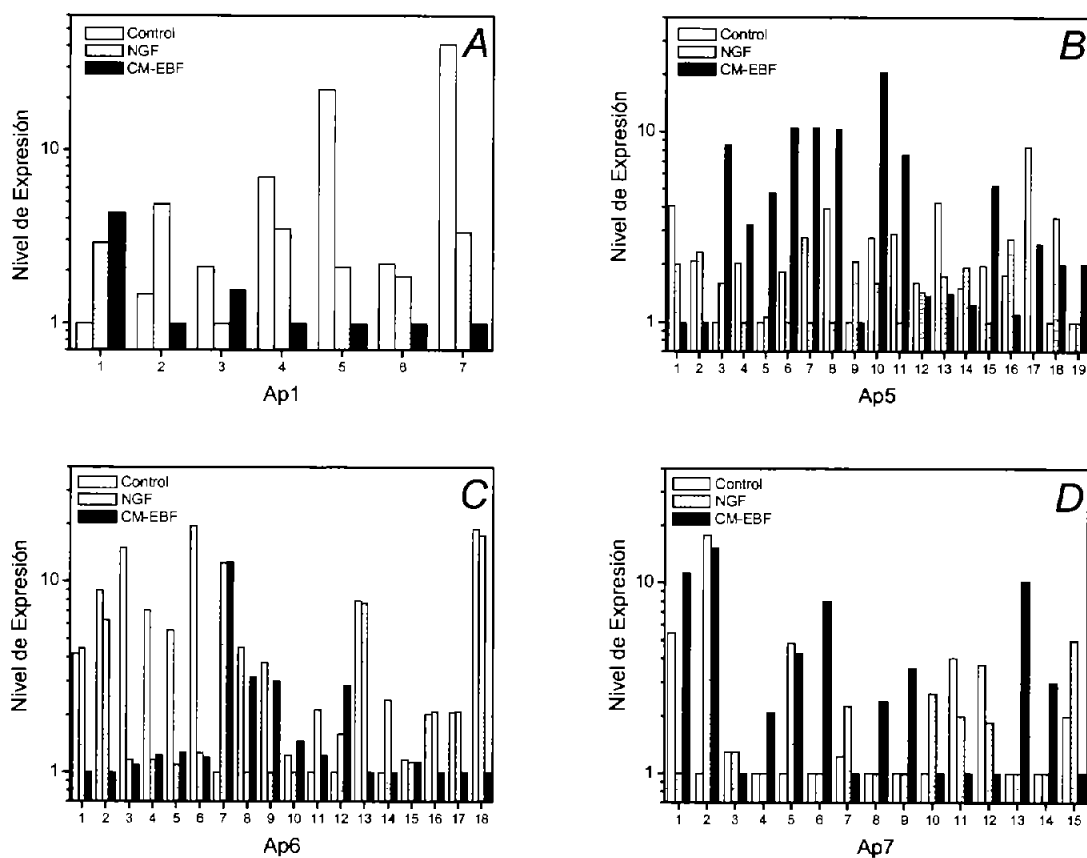 A
Control
NGF
CM-EBF
Nivel de Expresión
10
1
1 2 3 4 5 6 7
Ap1
B
Control
NGF
CM-EBF
Nivel de Expresión
10
1
1 2 3 4 5 6 7 8 9 10 11 12 13 14 15 16 17 18 19
Ap5
C
Control
NGF
CM-EBF
Nivel de Expresión
10
1
1 2 3 4 5 6 7 8 9 10 11 12 13 14 15 16 17 18
Ap6
D
Control
NGF
CM-EBF
Nivel de Expresión
10
1
1 2 3 4 5 6 7 8 9 10 11 12 13 14 15
Ap7